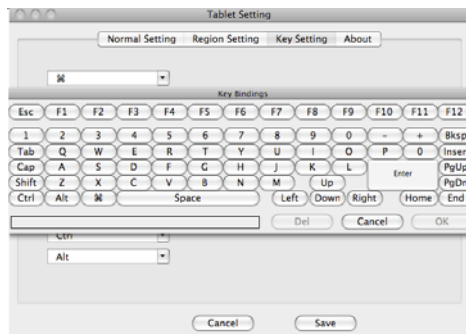 Tablet Setting
Normal Setting Region Setting Key Setting About
⌘
Key Bindings
Esc F1 F2 F3 F4 F5 F6 F7 F8 F9 F10 F11 F12
1 2 3 4 5 6 7 8 9 0 - + Bksp
Tab Q W E R T Y U I O P 0 Inser
Cap A S D F G H J K L Enter PgUp
Shift Z X C V B N M Up PgDn
Ctrl Alt ⌘ Space Left Down Right Home End
Del Cancel OK
Ctrl
Alt
Cancel Save